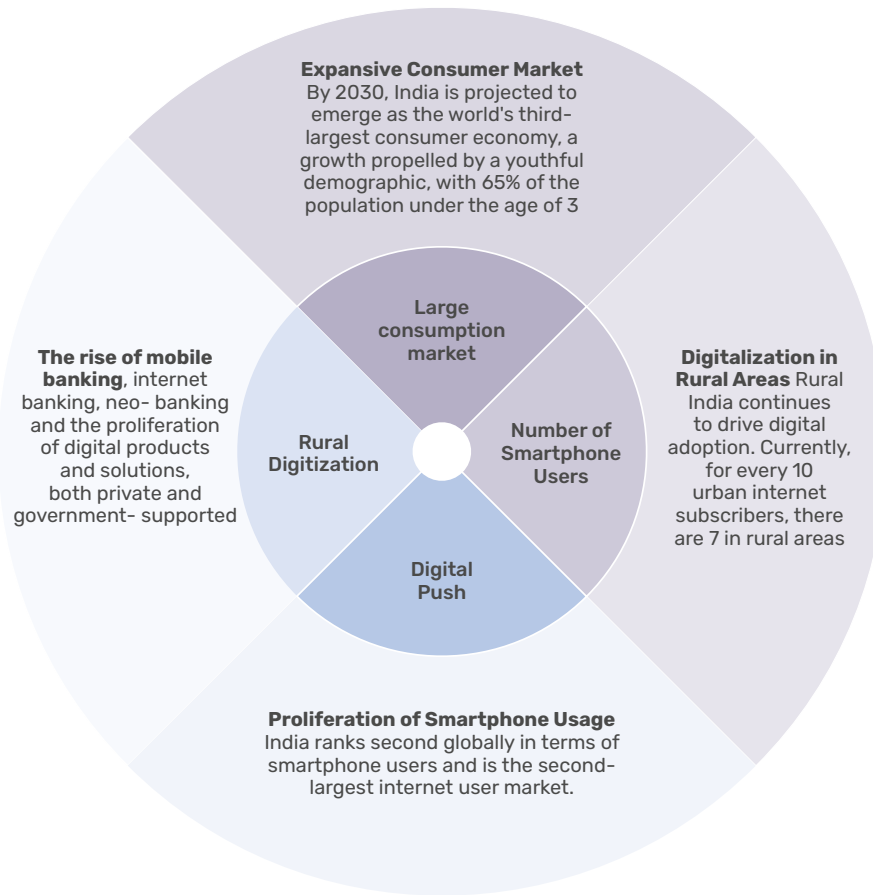 Expansive Consumer Market
By 2030, India is projected to
emerge as the world's third-
largest consumer economy, a
growth propelled by a youthful
demographic, with 65% of the
population under the age of 3
Large
consumption
market
The rise of mobile
banking, internet
banking, neo- banking
and the proliferation
of digital products
and solutions,
both private and
government- supported
Rural
Digitization
Number of
Smartphone
Users
Digitalization in
Rural Areas Rural
India continues
to drive digital
adoption. Currently,
for every 10
urban internet
subscribers, there
are 7 in rural areas
Digital
Push
Proliferation of Smartphone Usage
India ranks second globally in terms of
smartphone users and is the second-
largest internet user market.